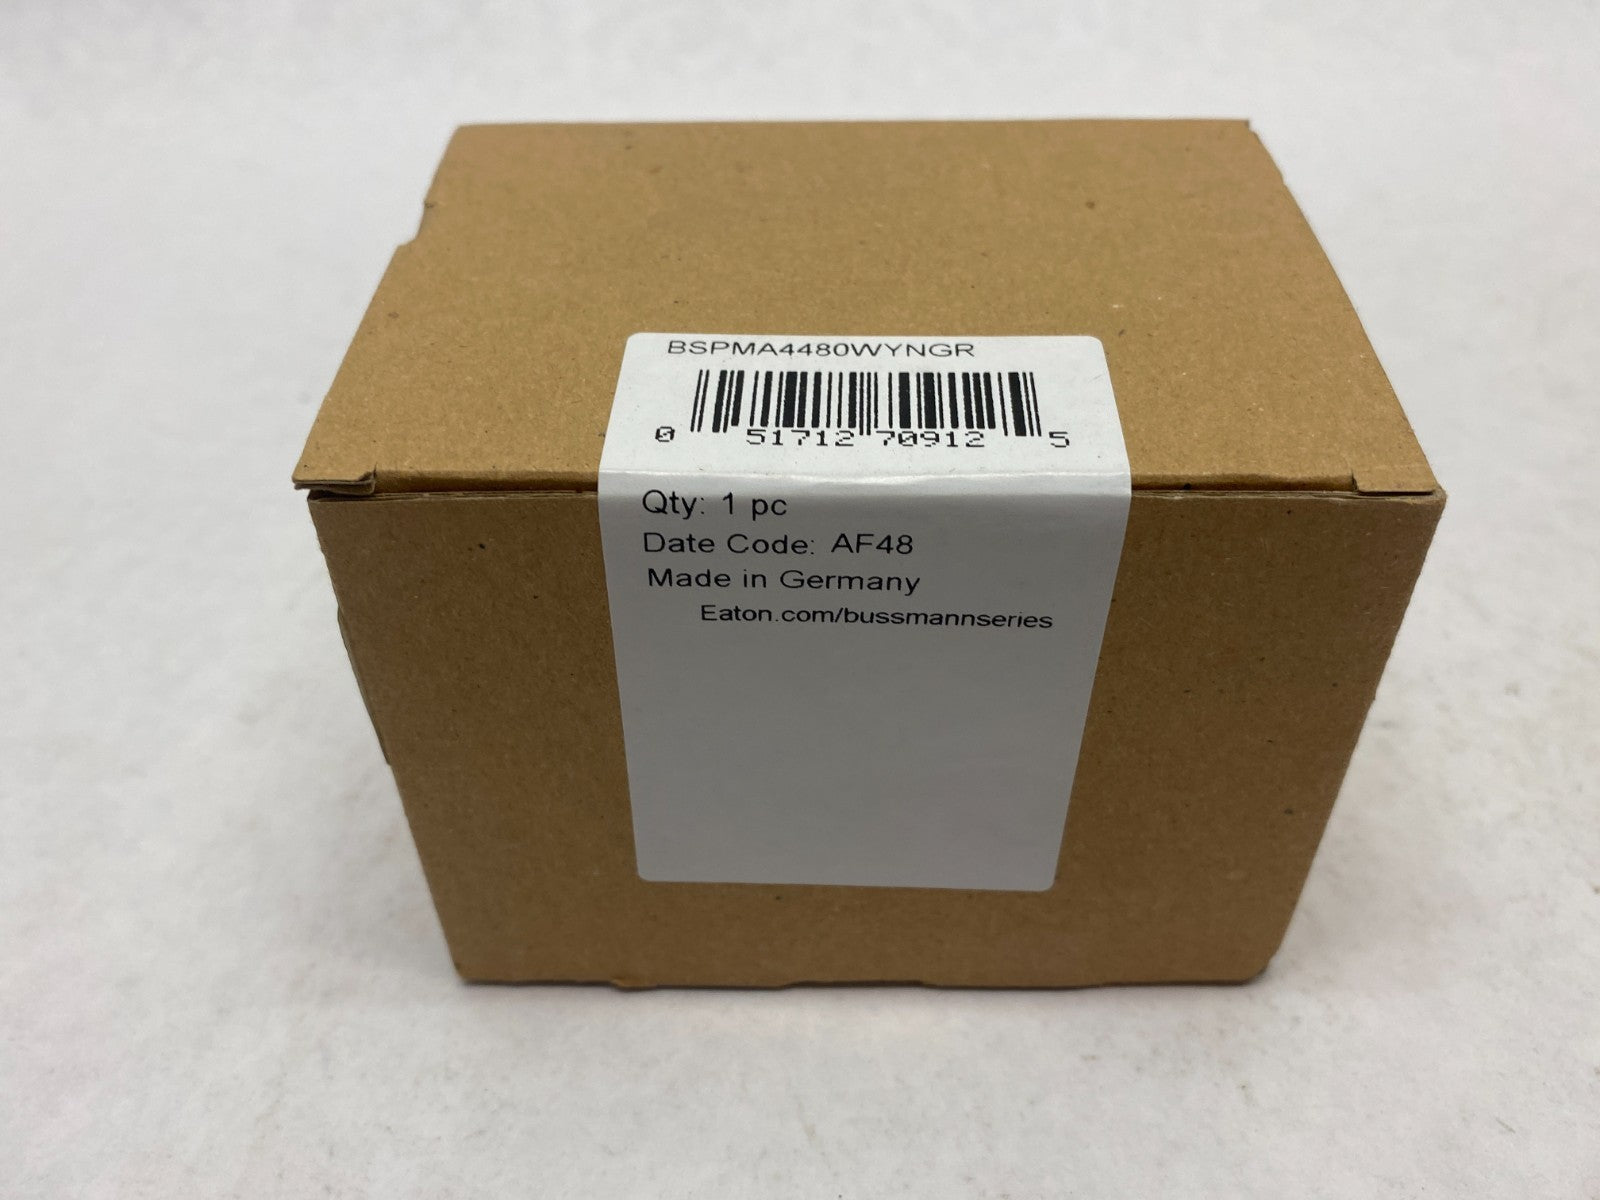 BSPMA4480WYNGR
0 51712 70912 5
Qty: 1 pc
Date Code: AF48
Made in Germany
Eaton.com/bussmannseries